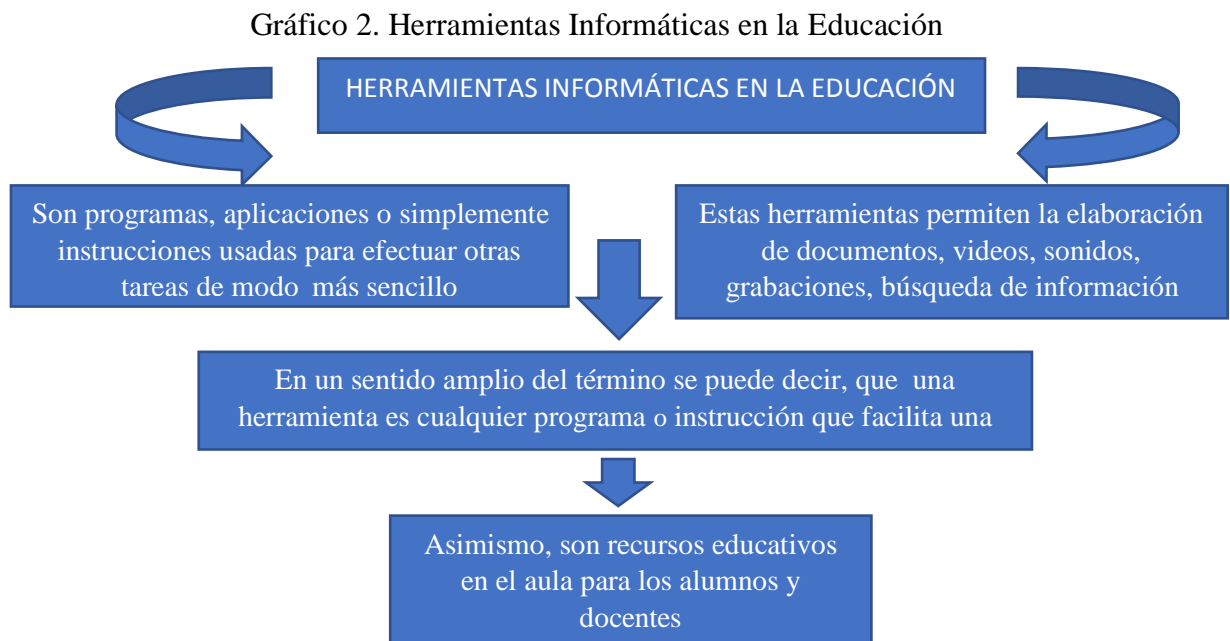 Gráfico 2. Herramientas Informáticas en la Educación
HERRAMIENTAS INFORMÁTICAS EN LA EDUCACIÓN
Son programas, aplicaciones o simplemente
instrucciones usadas para efectuar otras
tareas de modo más sencillo
Estas herramientas permiten la elaboración
de documentos, videos, sonidos,
grabaciones, búsqueda de información
En un sentido amplio del término se puede decir, que una
herramienta es cualquier programa o instrucción que facilita una
Asimismo, son recursos educativos
en el aula para los alumnos y
docentes